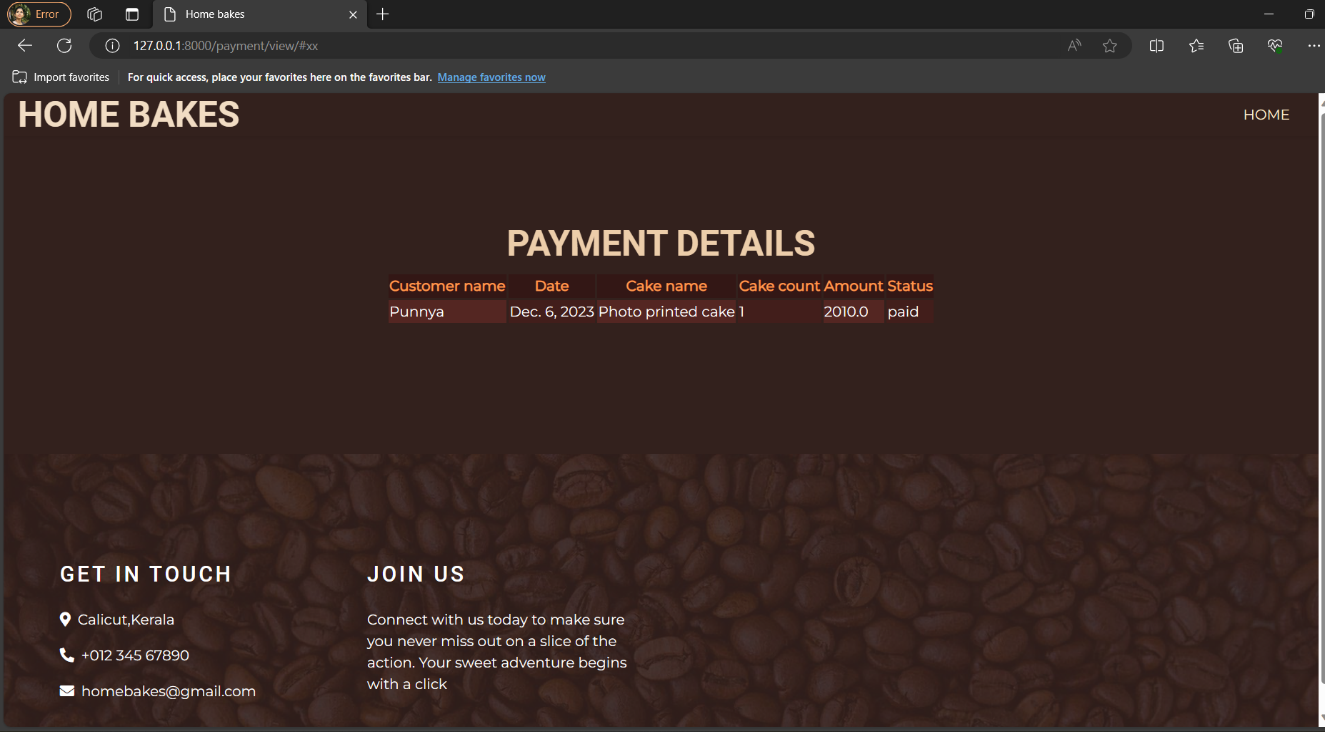 Error
Home bakes
127.0.0.1:8000/payment/view/#xx
Import favorites
For quick access, place your favorites here on the favorites bar. Manage favorites now
HOME BAKES
HOME
PAYMENT DETAILS
Customer name Date Cake name Cake count Amount Status
Punnya Dec. 6, 2023 Photo printed cake 1 2010.0 paid
GET IN TOUCH
Calicut,Kerala
+012 345 67890
homebakes@gmail.com
JOIN US
Connect with us today to make sure
you never miss out on a slice of the
action. Your sweet adventure begins
with a click